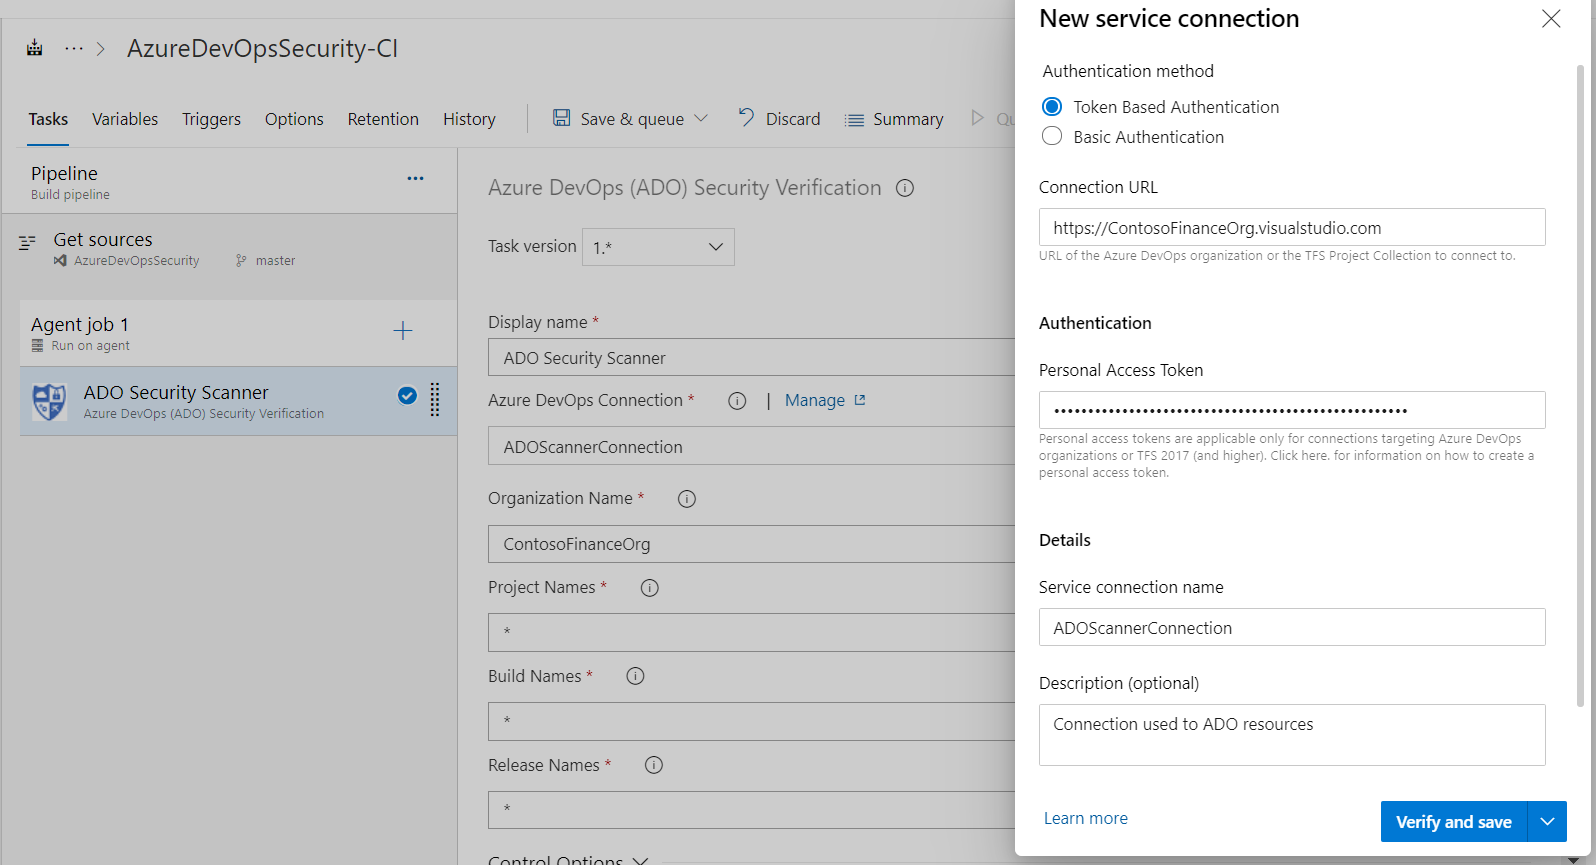 AzureDevOpsSecurity-CI
Tasks Variables Triggers Options Retention History Save & queue Discard Summary
Pipeline
Build pipeline
Get sources
AzureDevOpsSecurity master
Agent job 1
Run on agent
ADO Security Scanner
Azure DevOps (ADO) Security Verification
Azure DevOps (ADO) Security Verification
Task version 1.*
Display name *
ADO Security Scanner
Azure DevOps Connection * | Manage
ADOScannerConnection
Organization Name *
ContosoFinanceOrg
Project Names *
*
Build Names *
*
Release Names *
*
Control Options
New service connection
Authentication method
Token Based Authentication
Basic Authentication
Connection URL
https://ContosoFinanceOrg.visualstudio.com
URL of the Azure DevOps organization or the TFS Project Collection to connect to.
Authentication
Personal Access Token
Personal access tokens are applicable only for connections targeting Azure DevOps
organizations or TFS 2017 (and higher). Click here. for information on how to create a
personal access token.
Details
Service connection name
ADOScannerConnection
Description (optional)
Connection used to ADO resources
Learn more
Verify and save